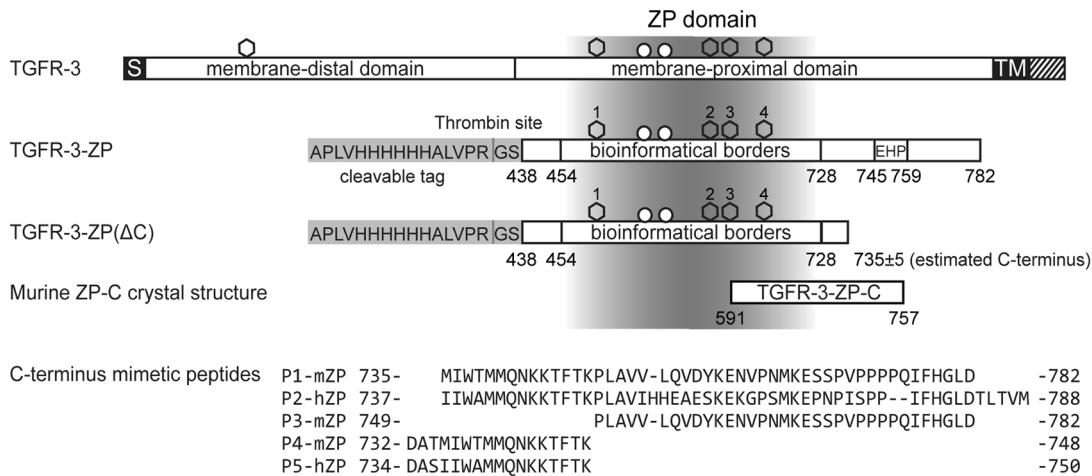 ZP domain
TGFR-3 S membrane-distal domain membrane-proximal domain TM
Thrombin site 1 2 3 4
TGFR-3-ZP APLVHHHHHHALVPR GS bioinformatical borders EHP
cleavable tag 438 454 728 745 759 782
1 2 3 4
TGFR-3-ZP(ΔC) APLVHHHHHHALVPR GS bioinformatical borders
438 454 728 735±5 (estimated C-terminus)
Murine ZP-C crystal structure TGFR-3-ZP-C
591 757
C-terminus mimetic peptides P1-mZP 735- MIWTMMQNKKTFTKPLAVV-LQVDYKENVPNMKESSPVPPPPQIFHGLD -782
P2-hZP 737- IIWAMMQNKKTFTKPLAVIHHEAESKEKGPSMKEPNPISPP--IFHGLDTLTVM -788
P3-mZP 749- PLAVV-LQVDYKENVPNMKESSPVPPPPQIFHGLD -782
P4-mZP 732- DATMIWTMMQNKKTFTK -748
P5-hZP 734- DASIIWAMMQNKKTFTK -750